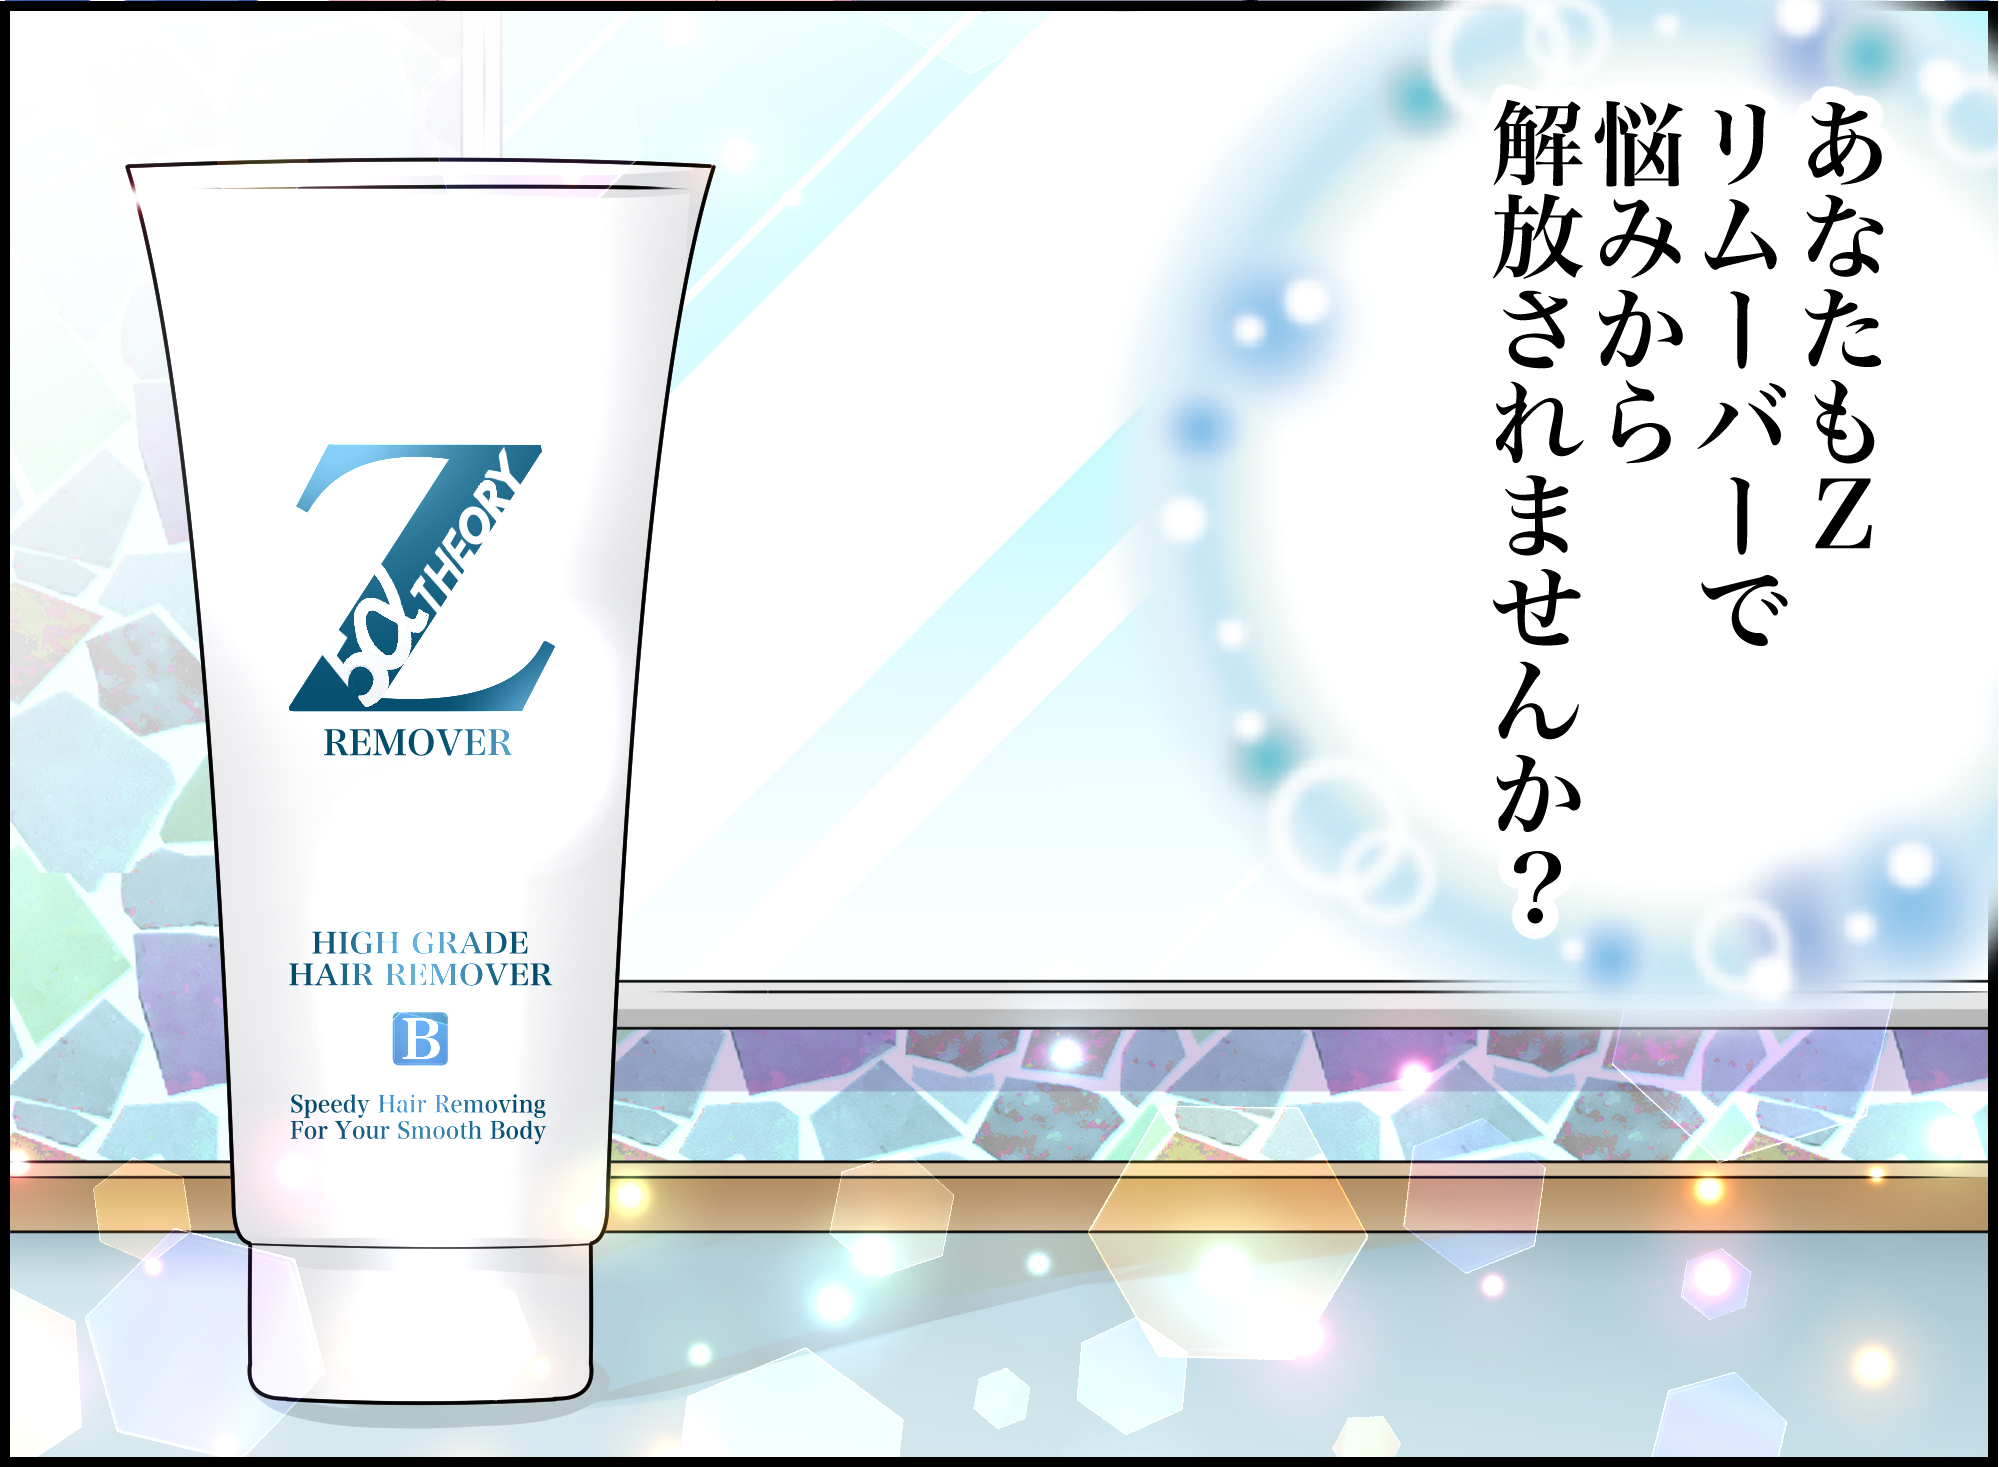 あなたもZ
リムーバーで
悩みから
解放されませんか？
Z
5α THEORY
REMOVER
HIGH GRADE
HAIR REMOVER
B
Speedy Hair Removing
For Your Smooth Body